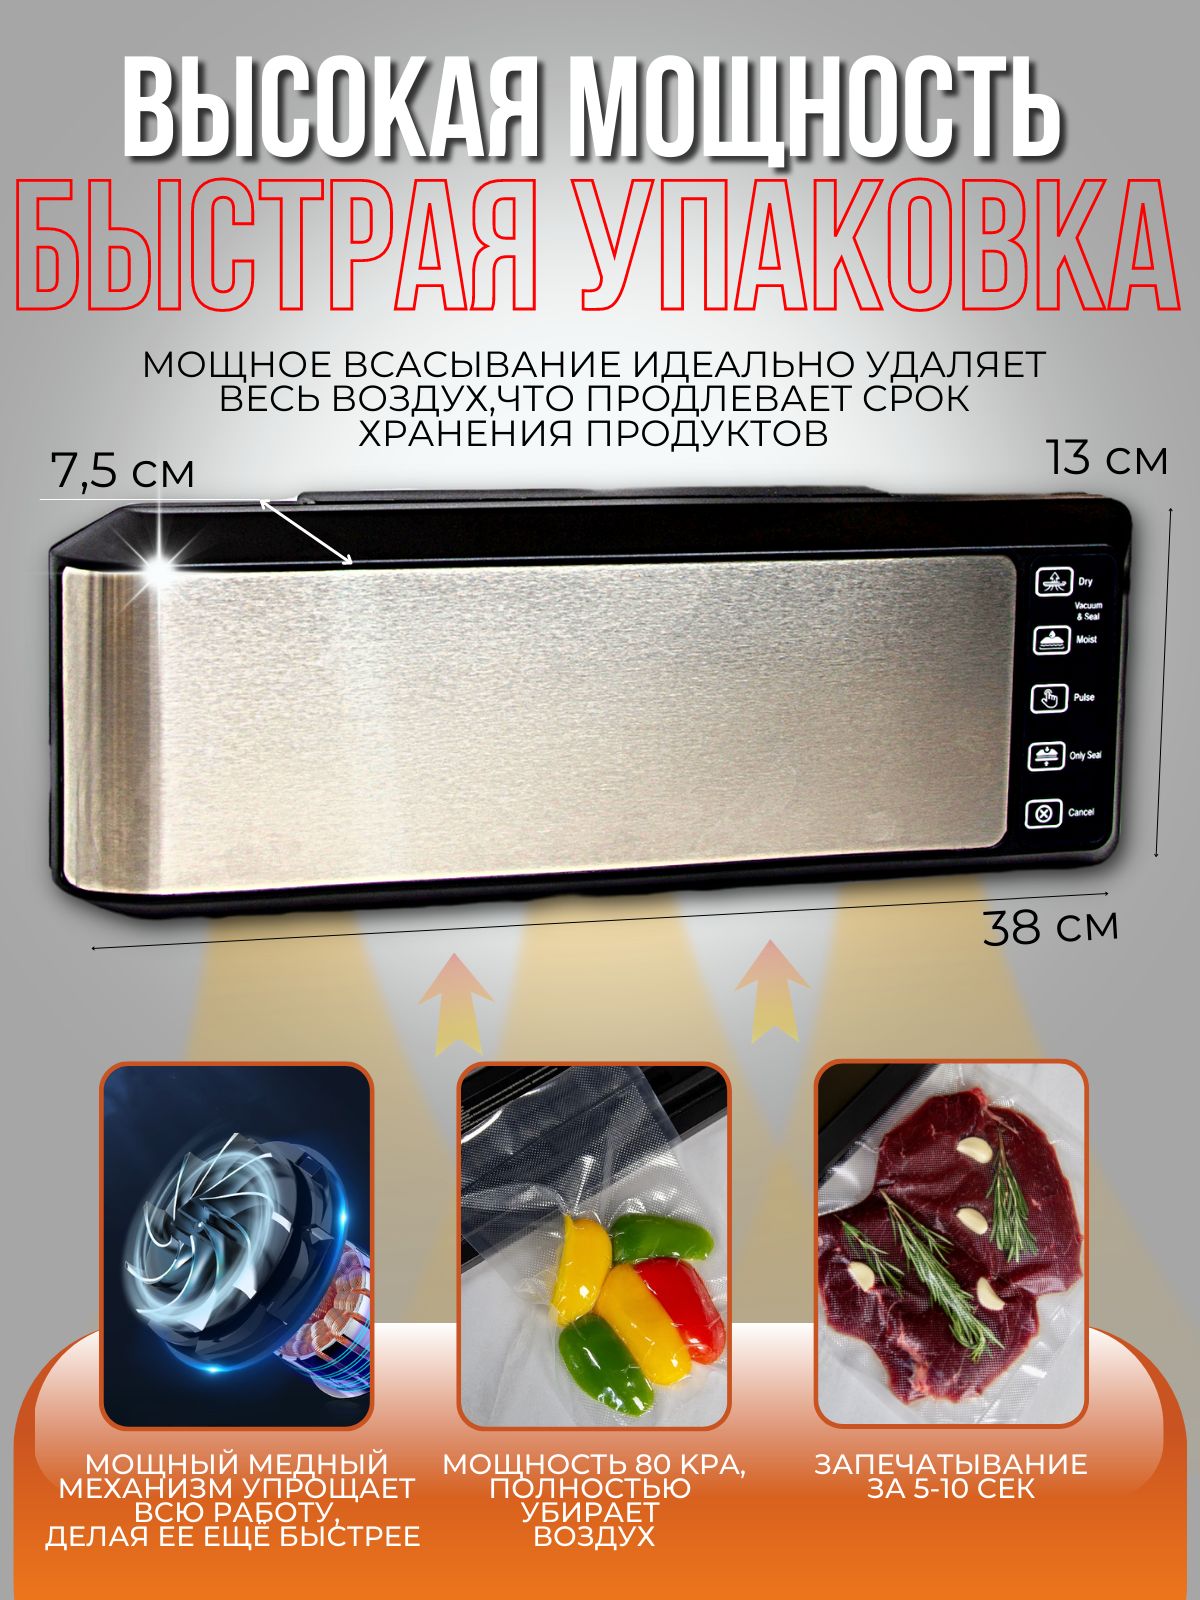 ВЫСОКАЯ МОЩНОСТЬ
БЫСТРАЯ УПАКОВКА
МОЩНОЕ ВСАСЫВАНИЕ ИДЕАЛЬНО УДАЛЯЕТ
ВЕСЬ ВОЗДУХ,ЧТО ПРОДЛЕВАЕТ СРОК
ХРАНЕНИЯ ПРОДУКТОВ
7,5 см
13 см
Dry
Vacuum
& Seal
Moist
Pulse
Only Seal
Cancel
38 см
МОЩНЫЙ МЕДНЫЙ
МЕХАНИЗМ УПРОЩАЕТ
ВСЮ РАБОТУ,
ДЕЛАЯ ЕЕ ЕЩЁ БЫСТРЕЕ
МОЩНОСТЬ 80 КРА,
ПОЛНОСТЬЮ
УБИРАЕТ
ВОЗДУХ
ЗАПЕЧАТЫВАНИЕ
ЗА 5-10 СЕК